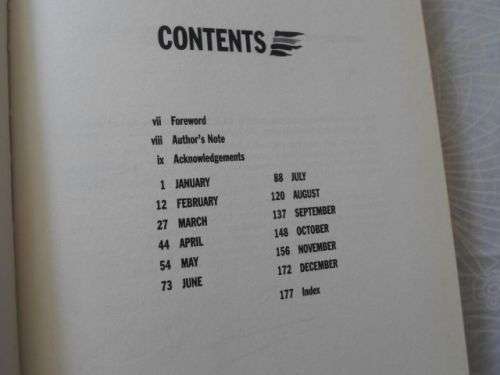 CONTENTS
vii Foreword
viii Author's Note
ix Acknowledgements
1 JANUARY
12 FEBRUARY
27 MARCH
44 APRIL
54 MAY
73 JUNE
88 JULY
120 AUGUST
137 SEPTEMBER
148 OCTOBER
156 NOVEMBER
172 DECEMBER
177 Index